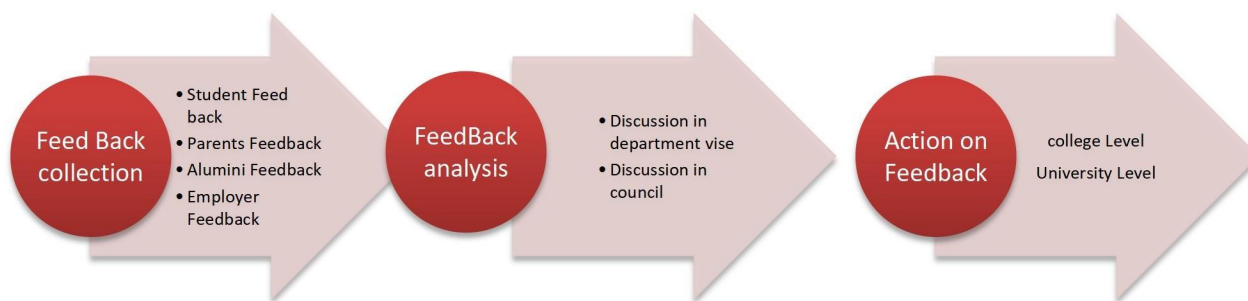 Feed Back
collection
• Student Feed
back
• Parents Feedback
• Alumini Feedback
• Employer
Feedback
FeedBack
analysis
• Discussion in
department vise
• Discussion in
council
Action on
Feedback
college Level
University Level